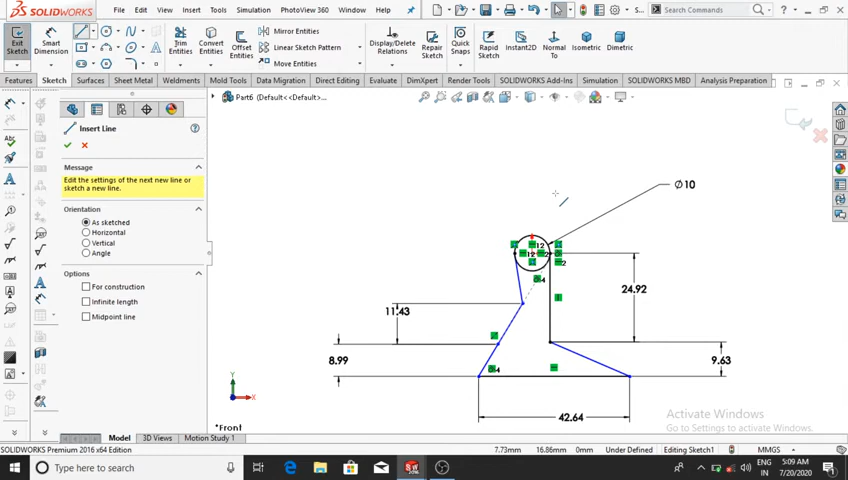 SOLIDWORKS
File Edit View Insert Tools Simulation PhotoView 360 Window Help
S...
Search Commands
Exit Sketch
Smart Dimension
Trim Entities
Convert Entities
Offset Entities
Mirror Entities
Linear Sketch Pattern
Move Entities
Display/Delete Relations
Repair Sketch
Quick Snaps
Rapid Sketch
Instant2D
Normal To
Isometric
Dimetric
Features Sketch Surfaces Sheet Metal Weldments Mold Tools Data Migration Direct Editing Evaluate DimXpert Render Tools SOLIDWORKS Add-Ins Simulation SOLIDWORKS MBD Analysis Preparation
Part6 (Default<<Default>...
Insert Line
Message
Edit the settings of the next new line or
sketch a new line.
Orientation
As sketched
Horizontal
Vertical
Angle
Options
For construction
Infinite length
Midpoint line
Ø10
12
12
2
2
4
24.92
11.43
8.99
4
9.63
42.64
Y
X
*Front
Activate Windows
Go to Settings to activate Windows.
Model 3D Views Motion Study 1
SOLIDWORKS Premium 2016 x64 Edition
7.73mm 16.86mm 0mm Under Defined Editing Sketch1 MMGS
Type here to search
ENG
IN
5:09 AM
7/20/2020